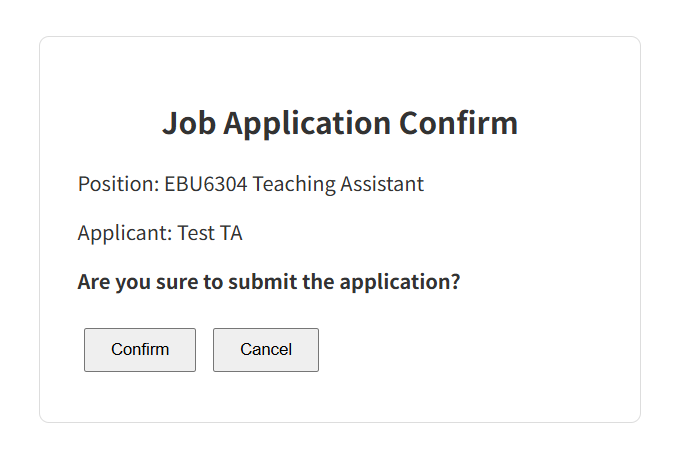 Job Application Confirm
Position: EBU6304 Teaching Assistant
Applicant: Test TA
Are you sure to submit the application?
Confirm Cancel